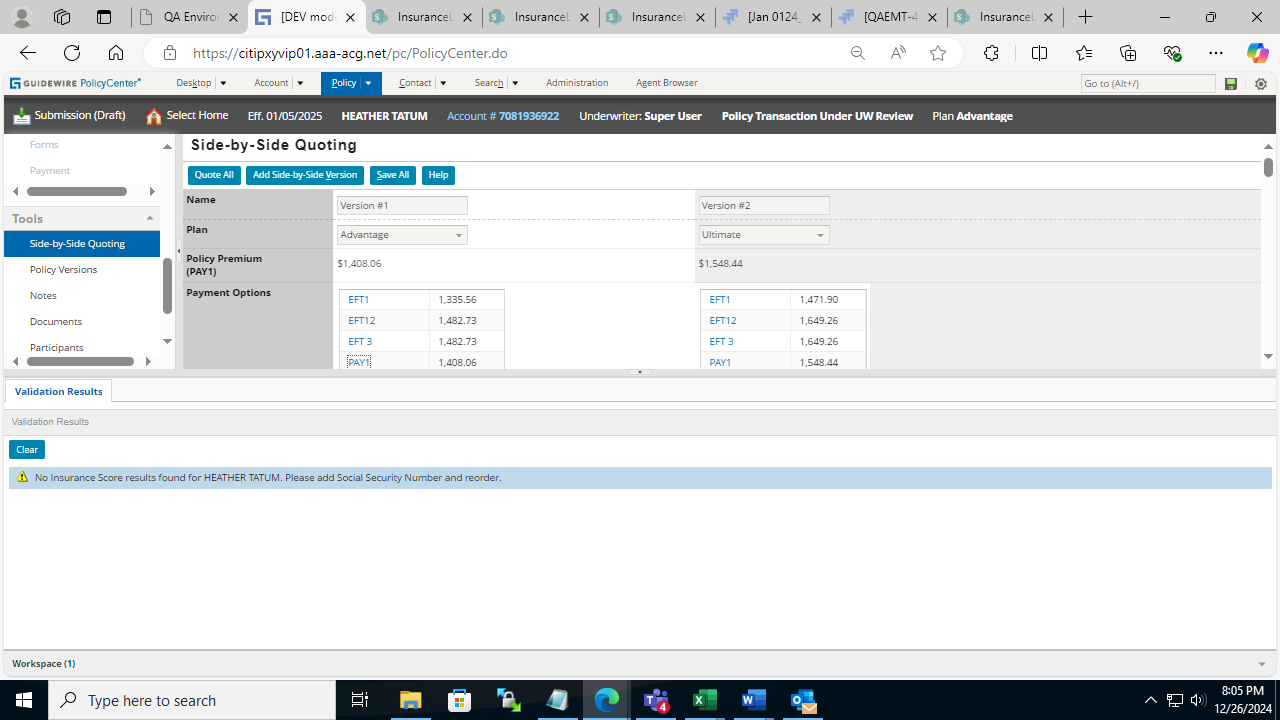 QA Environ
[DEV mode
InsuranceL
InsuranceL
InsuranceL
[Jan 0124_
[QAEMT-4
InsuranceL
https://citipxyvip01.aaa-acg.net/pc/PolicyCenter.do
GUIDEWIRE PolicyCenter
Desktop
Account
Policy
Contact
Search
Administration
Agent Browser
Go to (Alt+/)
Submission (Draft)
Select Home
Eff. 01/05/2025
HEATHER TATUM
Account # 7081936922
Underwriter: Super User
Policy Transaction Under UW Review
Plan Advantage
Forms
Payment
Tools
Side-by-Side Quoting
Policy Versions
Notes
Documents
Participants
Side-by-Side Quoting
Quote All
Add Side-by-Side Version
Save All
Help
Name
Version #1
Version #2
Plan
Advantage
Ultimate
Policy Premium
(PAY1)
$1,408.06
$1,548.44
Payment Options
EFT1 1,335.56
EFT1 1,471.90
EFT12 1,482.73
EFT12 1,649.26
EFT 3 1,482.73
EFT 3 1,649.26
PAY1 1,408.06
PAY1 1,548.44
Validation Results
Validation Results
Clear
No Insurance Score results found for HEATHER TATUM. Please add Social Security Number and reorder.
Workspace (1)
Type here to search
4
8:05 PM
12/26/2024